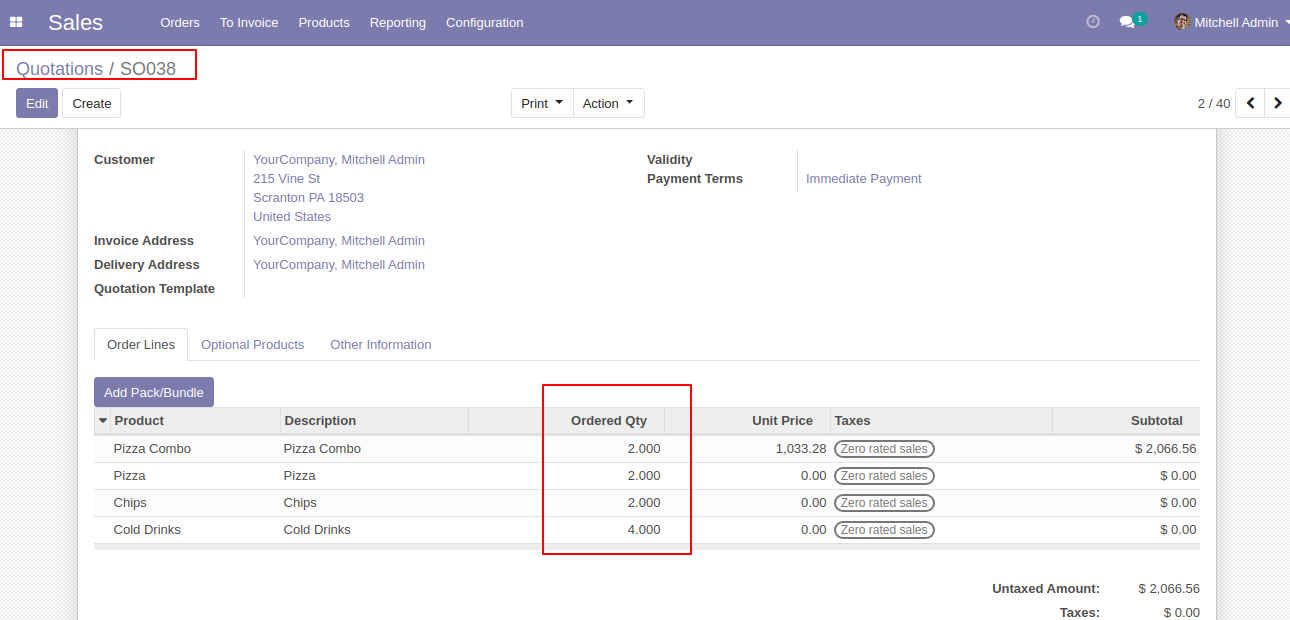 Sales Orders To Invoice Products Reporting Configuration 1 Mitchell Admin
Quotations / SO038
Edit Create Print Action 2 / 40
Customer YourCompany, Mitchell Admin Validity
215 Vine St Payment Terms Immediate Payment
Scranton PA 18503
United States
Invoice Address YourCompany, Mitchell Admin
Delivery Address YourCompany, Mitchell Admin
Quotation Template
Order Lines Optional Products Other Information
Add Pack/Bundle
Product Description Ordered Qty Unit Price Taxes Subtotal
Pizza Combo Pizza Combo 2.000 1,033.28 Zero rated sales $ 2,066.56
Pizza Pizza 2.000 0.00 Zero rated sales $ 0.00
Chips Chips 2.000 0.00 Zero rated sales $ 0.00
Cold Drinks Cold Drinks 4.000 0.00 Zero rated sales $ 0.00
Untaxed Amount: $ 2,066.56
Taxes: $ 0.00